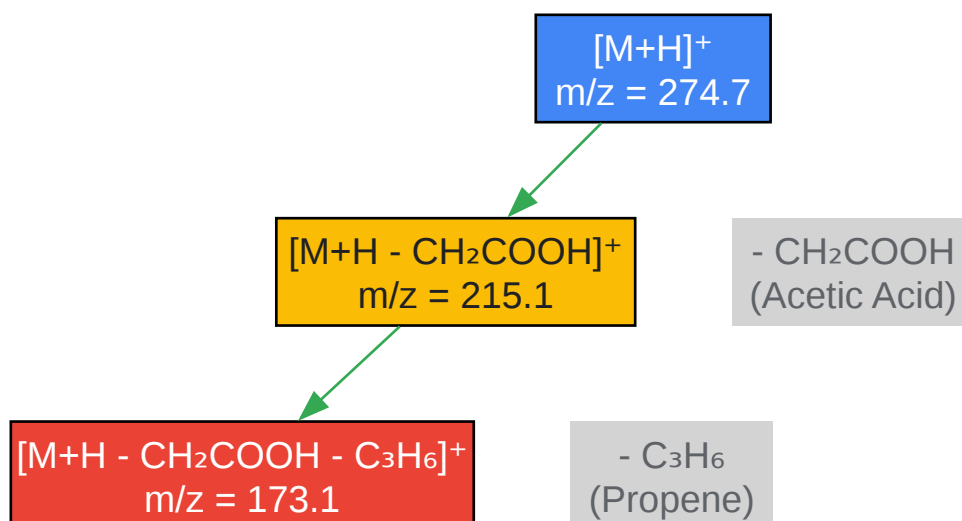 [M+H]⁺
m/z = 274.7
[M+H - CH₂COOH]⁺
m/z = 215.1
- CH₂COOH
(Acetic Acid)
[M+H - CH₂COOH - C₃H₆]⁺
m/z = 173.1
- C₃H₆
(Propene)